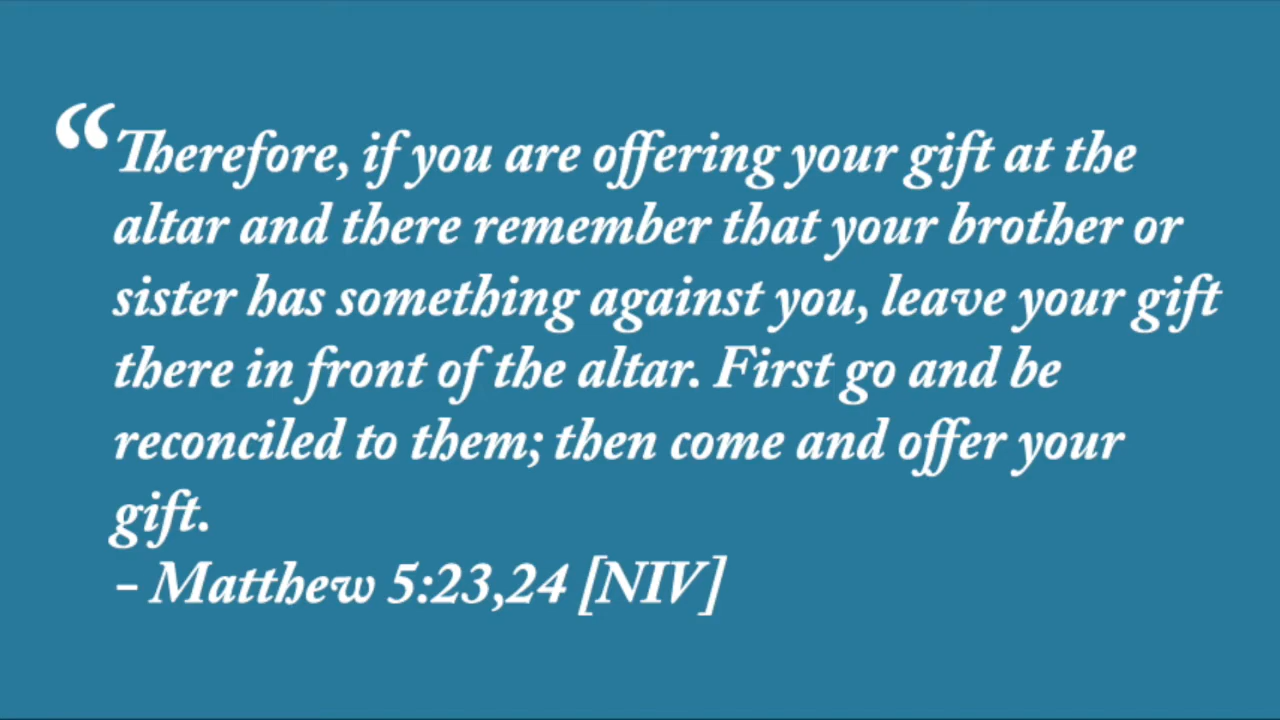 “Therefore, if you are offering your gift at the
altar and there remember that your brother or
sister has something against you, leave your gift
there in front of the altar. First go and be
reconciled to them; then come and offer your
gift.
– Matthew 5:23,24 [NIV]